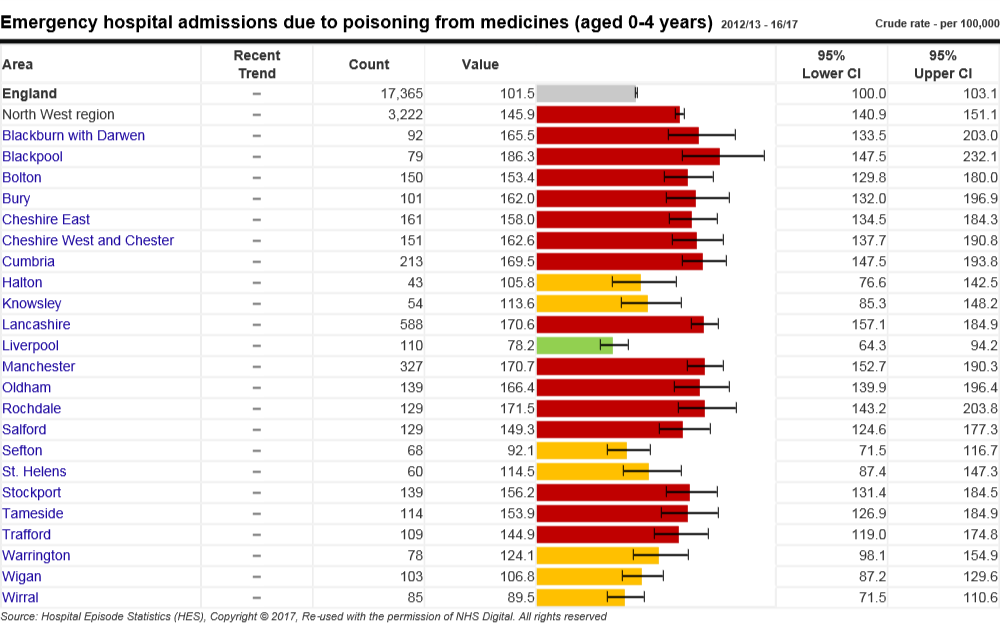 Emergency hospital admissions due to poisoning from medicines (aged 0-4 years) 2012/13 - 16/17 Crude rate - per 100,000
Area Recent Trend Count Value 95% Lower CI 95% Upper CI
England – 17,365 101.5 100.0 103.1
North West region – 3,222 145.9 140.9 151.1
Blackburn with Darwen – 92 165.5 133.5 203.0
Blackpool – 79 186.3 147.5 232.1
Bolton – 150 153.4 129.8 180.0
Bury – 101 162.0 132.0 196.9
Cheshire East – 161 158.0 134.5 184.3
Cheshire West and Chester – 151 162.6 137.7 190.8
Cumbria – 213 169.5 147.5 193.8
Halton – 43 105.8 76.6 142.5
Knowsley – 54 113.6 85.3 148.2
Lancashire – 588 170.6 157.1 184.9
Liverpool – 110 78.2 64.3 94.2
Manchester – 327 170.7 152.7 190.3
Oldham – 139 166.4 139.9 196.4
Rochdale – 129 171.5 143.2 203.8
Salford – 129 149.3 124.6 177.3
Sefton – 68 92.1 71.5 116.7
St. Helens – 60 114.5 87.4 147.3
Stockport – 139 156.2 131.4 184.5
Tameside – 114 153.9 126.9 184.9
Trafford – 109 144.9 119.0 174.8
Warrington – 78 124.1 98.1 154.9
Wigan – 103 106.8 87.2 129.6
Wirral – 85 89.5 71.5 110.6
Source: Hospital Episode Statistics (HES), Copyright © 2017, Re-used with the permission of NHS Digital. All rights reserved